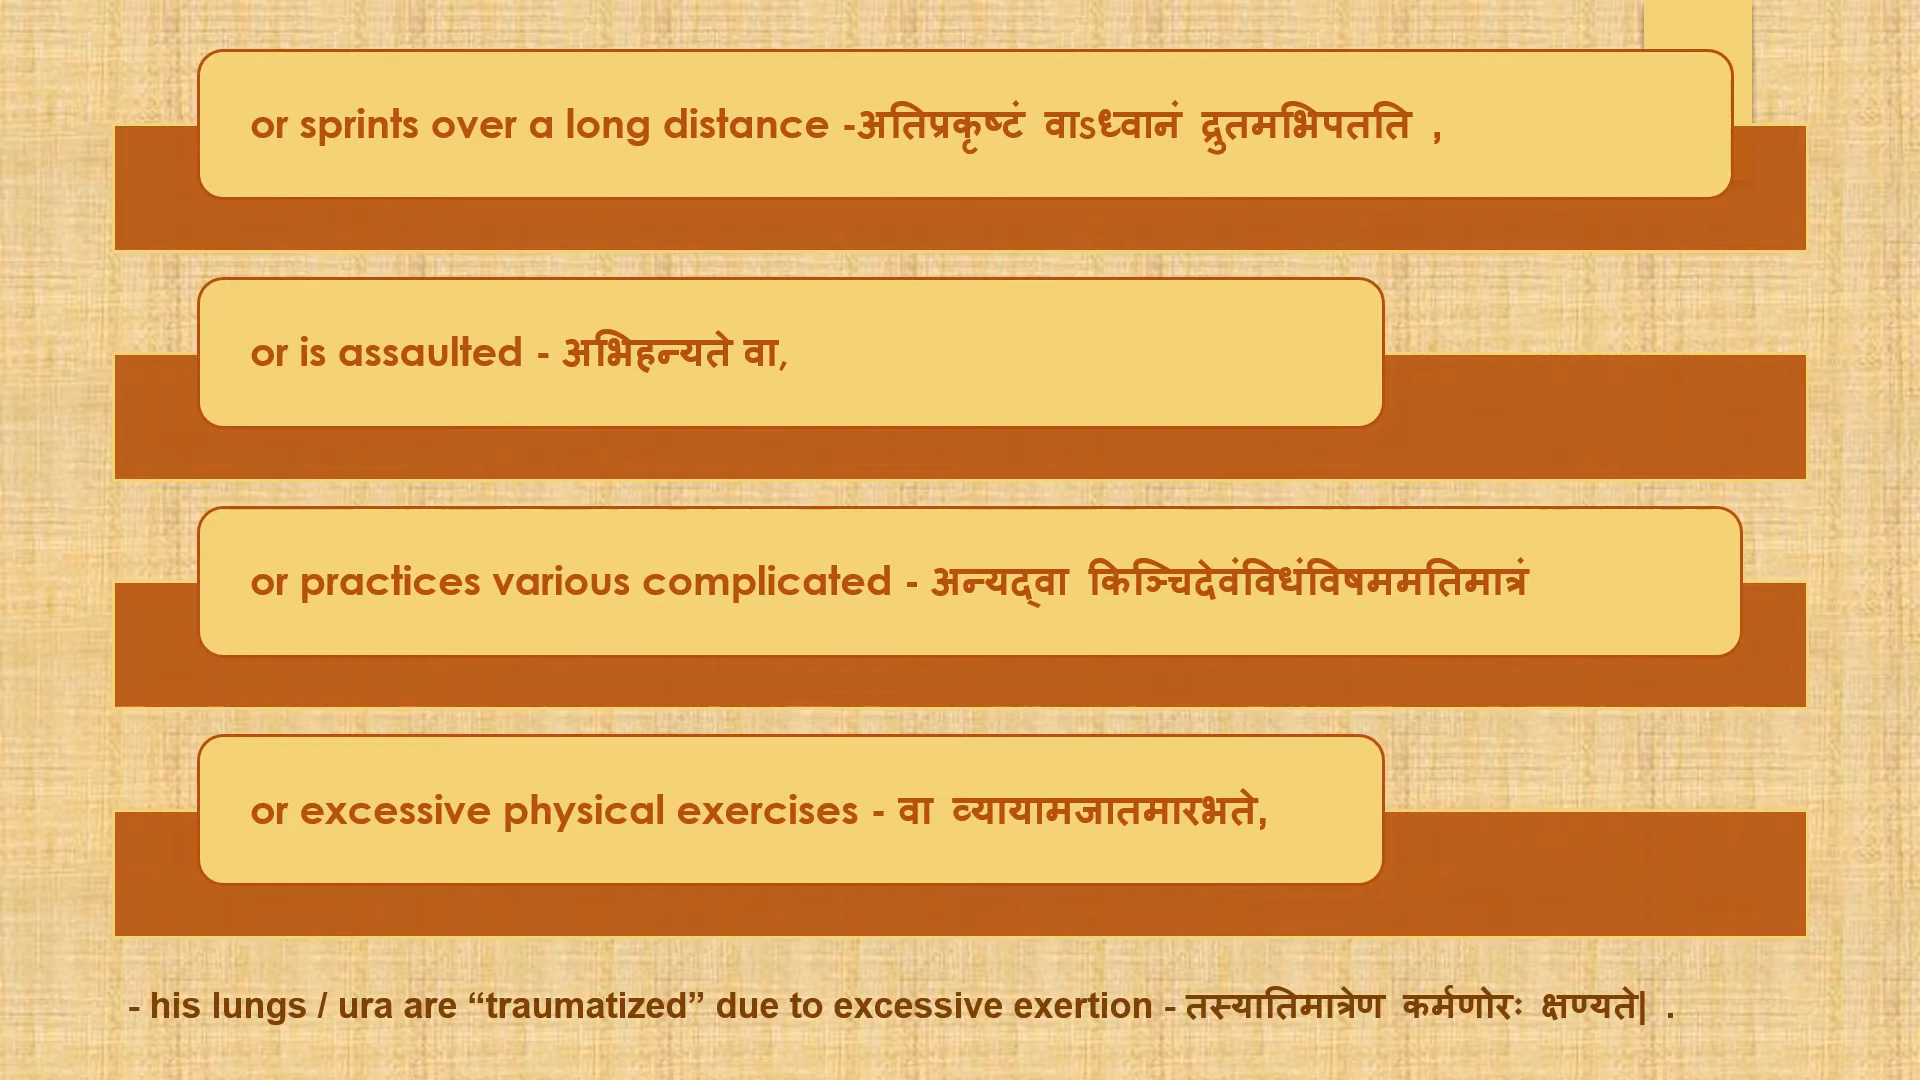 or sprints over a long distance -अतिप्रकृष्टं वाऽध्वानं द्रुतमभिपतति ,
or is assaulted - अभिहन्यते वा,
or practices various complicated - अन्यद्वा किञ्चिदेवंविधंविषममतिमात्रं
or excessive physical exercises - वा व्यायामजातमारभते,
- his lungs / ura are “traumatized” due to excessive exertion - तस्यातिमात्रेण कर्मणोरः क्षण्यते| .